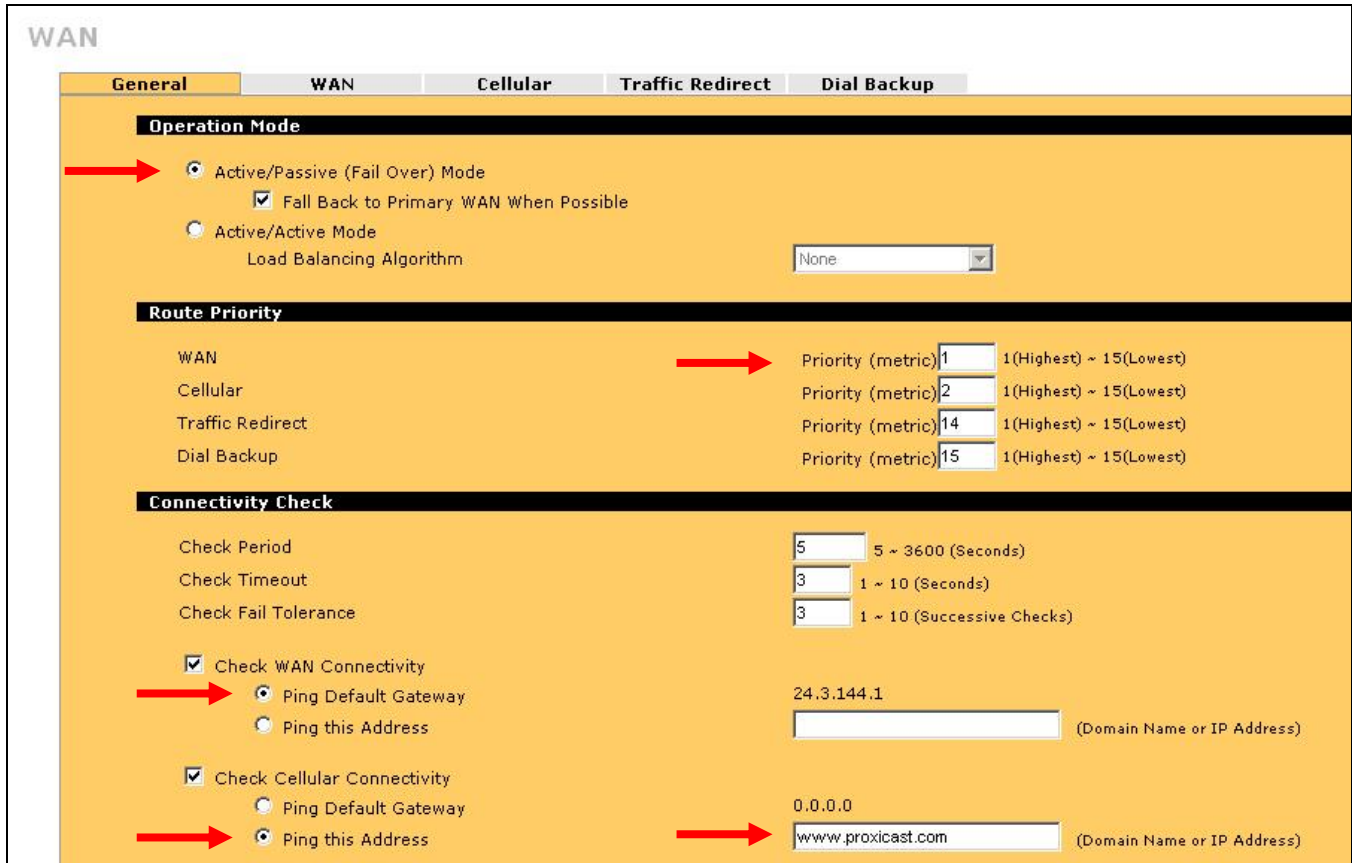 WAN
General WAN Cellular Traffic Redirect Dial Backup
Operation Mode
Active/Passive (Fail Over) Mode
Fall Back to Primary WAN When Possible
Active/Active Mode
Load Balancing Algorithm None
Route Priority
WAN Priority (metric) 1 1(Highest) ~ 15(Lowest)
Cellular Priority (metric) 2 1(Highest) ~ 15(Lowest)
Traffic Redirect Priority (metric) 14 1(Highest) ~ 15(Lowest)
Dial Backup Priority (metric) 15 1(Highest) ~ 15(Lowest)
Connectivity Check
Check Period 5 5 ~ 3600 (Seconds)
Check Timeout 3 1 ~ 10 (Seconds)
Check Fail Tolerance 3 1 ~ 10 (Successive Checks)
Check WAN Connectivity
Ping Default Gateway 24.3.144.1
Ping this Address (Domain Name or IP Address)
Check Cellular Connectivity
Ping Default Gateway 0.0.0.0
Ping this Address www.proxicast.com (Domain Name or IP Address)